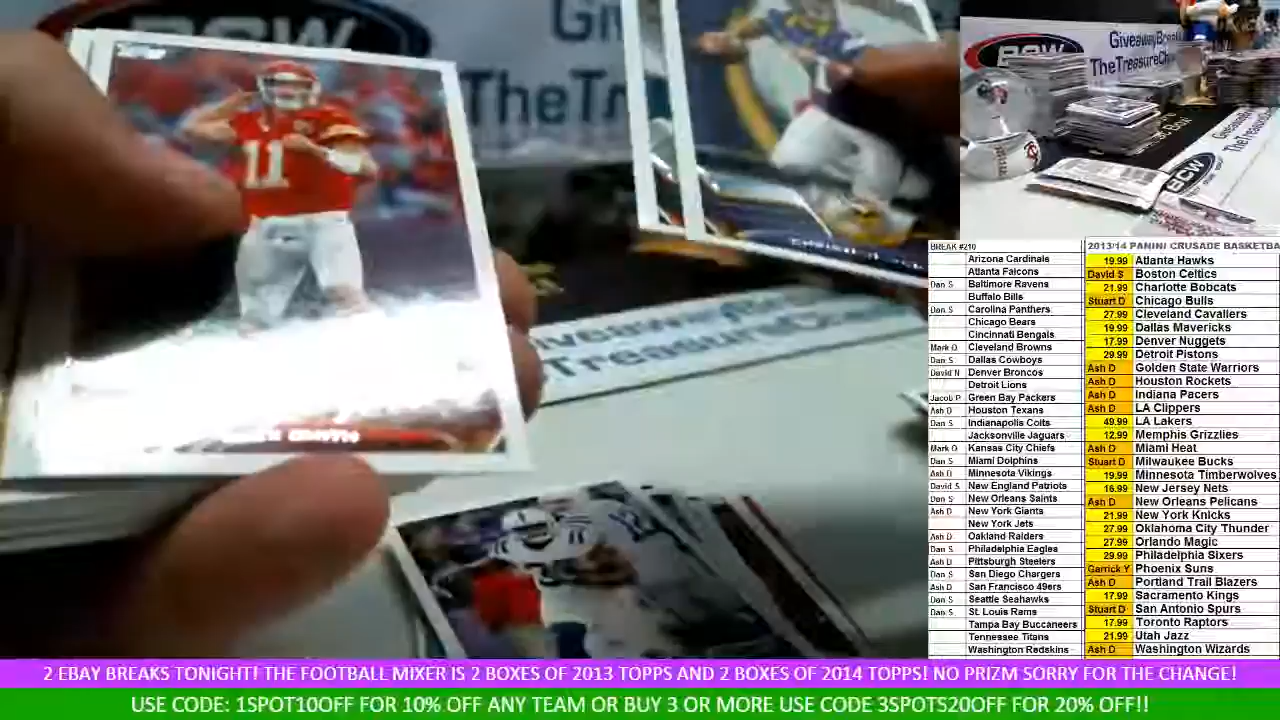 TOPPS
11
Gi
TheTr
BCW
GiveawayBreak
TheTreasureCh
BCW
GiveawayBrea
TreasureCha
BREAK #210
Arizona Cardinals
Atlanta Falcons
Dan S Baltimore Ravens
Buffalo Bills
Dan S Carolina Panthers
Chicago Bears
Cincinnati Bengals
Mark O Cleveland Browns
Dan S Dallas Cowboys
David N Denver Broncos
Detroit Lions
Jacob P Green Bay Packers
Ash D Houston Texans
Dan S Indianapolis Colts
Jacksonville Jaguars
Mark O Kansas City Chiefs
Dan S Miami Dolphins
Ash D Minnesota Vikings
David S New England Patriots
Dan S New Orleans Saints
Ash D New York Giants
New York Jets
Ash D Oakland Raiders
Dan S Philadelphia Eagles
Ash D Pittsburgh Steelers
Dan S San Diego Chargers
Ash D San Francisco 49ers
Dan S Seattle Seahawks
Dan S St. Louis Rams
Tampa Bay Buccaneers
Tennessee Titans
Washington Redskins
2013/14 PANINI CRUSADE BASKETBA
19.99 Atlanta Hawks
David S Boston Celtics
21.99 Charlotte Bobcats
Stuart D Chicago Bulls
27.99 Cleveland Cavaliers
19.99 Dallas Mavericks
17.99 Denver Nuggets
29.99 Detroit Pistons
Ash D Golden State Warriors
Ash D Houston Rockets
Ash D Indiana Pacers
Ash D LA Clippers
49.99 LA Lakers
12.99 Memphis Grizzlies
Ash D Miami Heat
Stuart D Milwaukee Bucks
19.99 Minnesota Timberwolves
16.99 New Jersey Nets
Ash D New Orleans Pelicans
21.99 New York Knicks
27.99 Oklahoma City Thunder
27.99 Orlando Magic
29.99 Philadelphia Sixers
Garrick Y Phoenix Suns
Ash D Portland Trail Blazers
17.99 Sacramento Kings
Stuart D San Antonio Spurs
17.99 Toronto Raptors
21.99 Utah Jazz
Ash D Washington Wizards
2 EBAY BREAKS TONIGHT! THE FOOTBALL MIXER IS 2 BOXES OF 2013 TOPPS AND 2 BOXES OF 2014 TOPPS! NO PRIZM SORRY FOR THE CHANGE!
USE CODE: 1SPOT10OFF FOR 10% OFF ANY TEAM OR BUY 3 OR MORE USE CODE 3SPOTS20OFF FOR 20% OFF!!